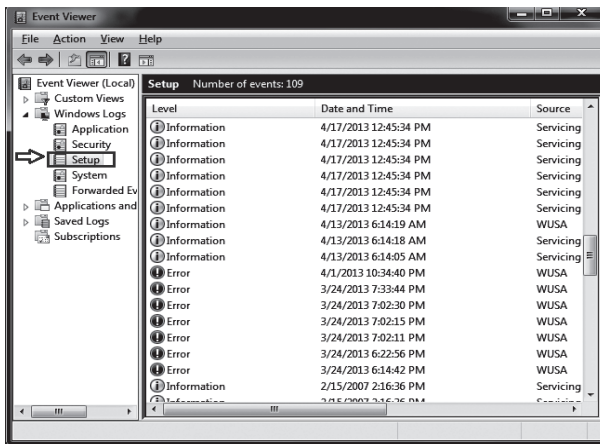 Event Viewer
File Action View Help
Event Viewer (Local)
Custom Views
Windows Logs
Application
Security
Setup
System
Forwarded Ev
Applications and
Saved Logs
Subscriptions
Setup Number of events: 109
Level Date and Time Source
Information 4/17/2013 12:45:34 PM Servicing
Information 4/17/2013 12:45:34 PM Servicing
Information 4/17/2013 12:45:34 PM Servicing
Information 4/17/2013 12:45:34 PM Servicing
Information 4/17/2013 12:45:34 PM Servicing
Information 4/17/2013 12:45:34 PM Servicing
Information 4/13/2013 6:14:19 AM WUSA
Information 4/13/2013 6:14:18 AM Servicing
Information 4/13/2013 6:14:05 AM Servicing
Error 4/1/2013 10:34:40 PM WUSA
Error 3/24/2013 7:33:44 PM WUSA
Error 3/24/2013 7:02:30 PM WUSA
Error 3/24/2013 7:02:15 PM WUSA
Error 3/24/2013 7:02:11 PM WUSA
Error 3/24/2013 6:22:56 PM WUSA
Error 3/24/2013 6:14:42 PM WUSA
Information 2/15/2007 2:16:36 PM Servicing